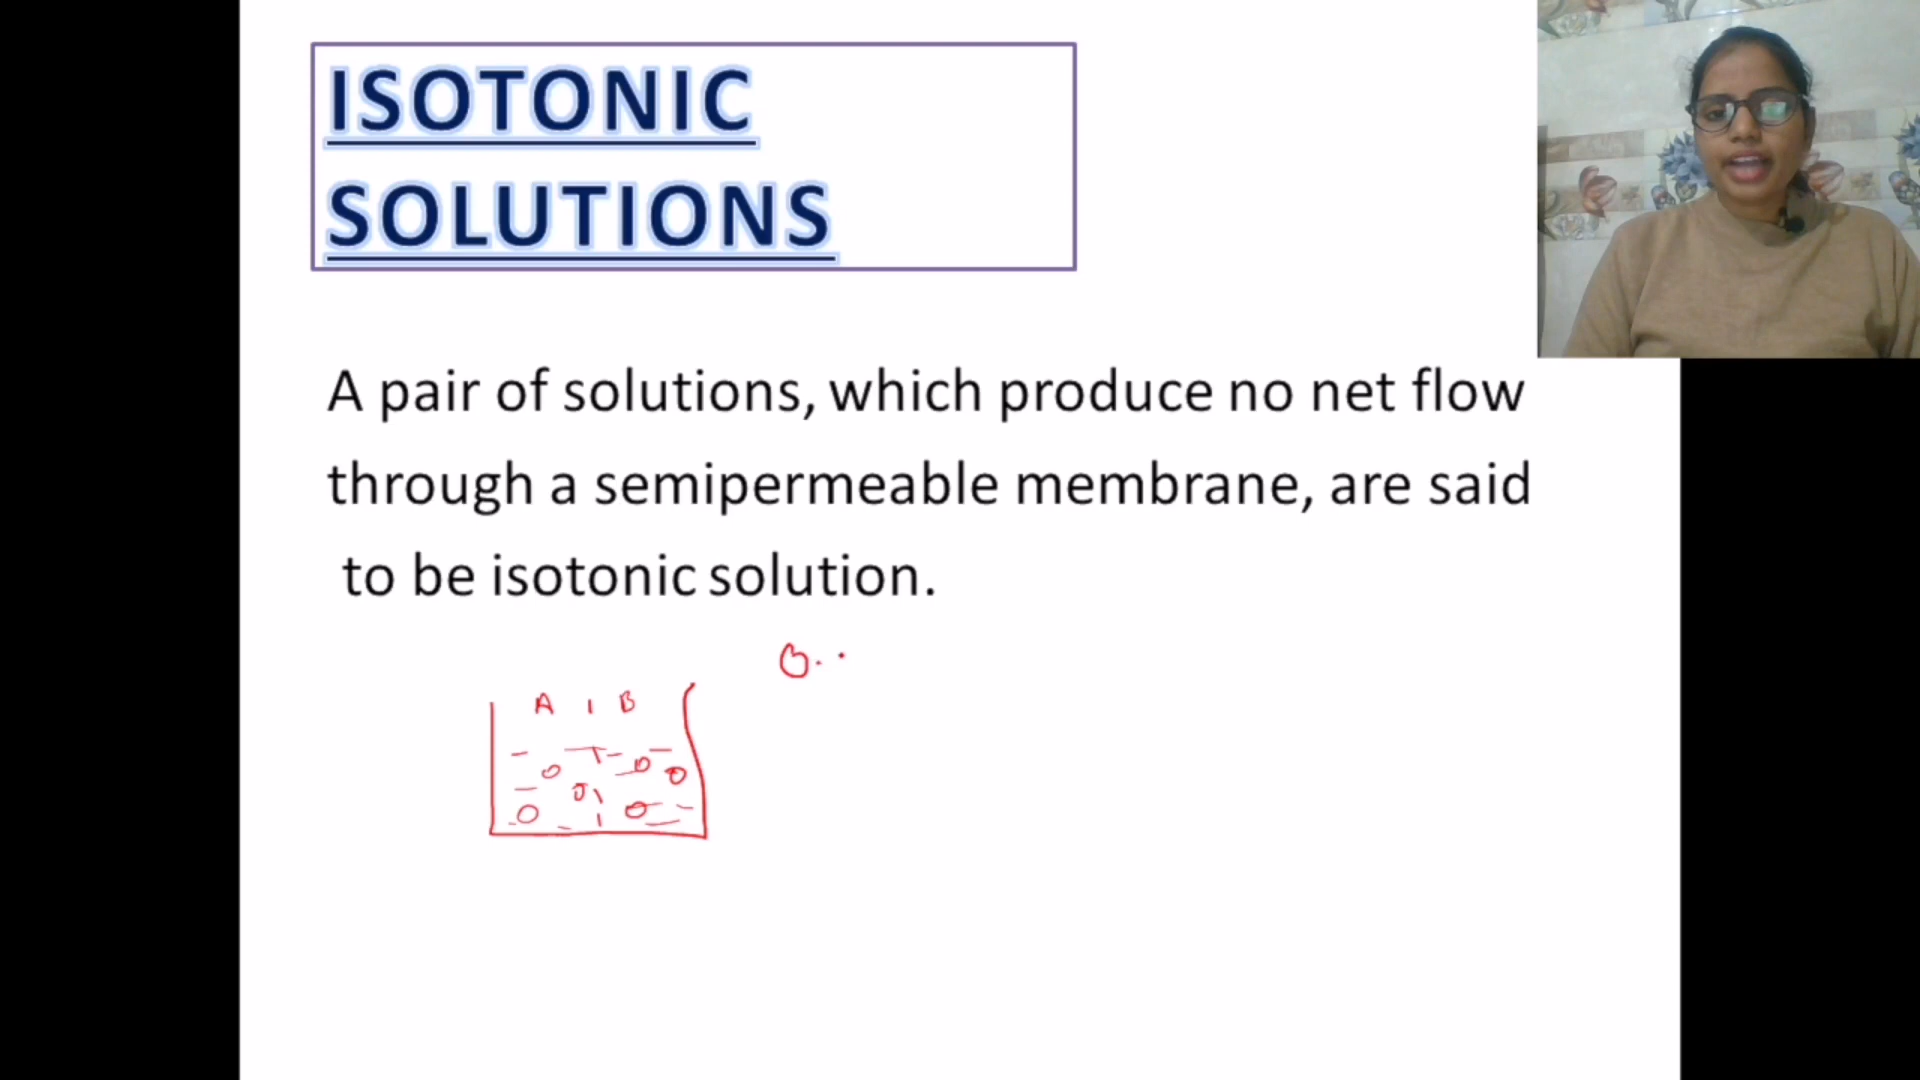 ISOTONIC
SOLUTIONS
A pair of solutions, which produce no net flow
through a semipermeable membrane, are said
to be isotonic solution.
A B